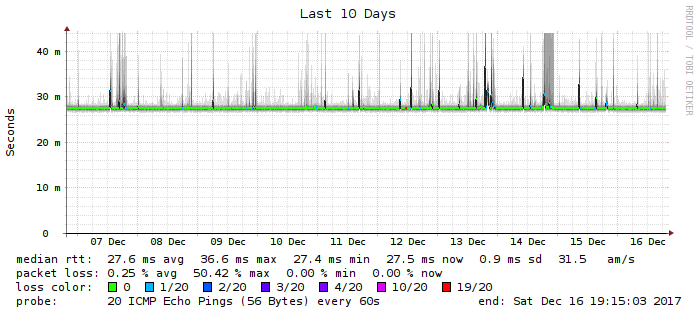 Last 10 Days
RRDTOOL / TOBI OETIKER
Seconds
40 m
30 m
20 m
10 m
0
07 Dec 08 Dec 09 Dec 10 Dec 11 Dec 12 Dec 13 Dec 14 Dec 15 Dec 16 Dec
median rtt: 27.6 ms avg 36.6 ms max 27.4 ms min 27.5 ms now 0.9 ms sd 31.5 am/s
packet loss: 0.25 % avg 50.42 % max 0.00 % min 0.00 % now
loss color: 0 1/20 2/20 3/20 4/20 10/20 19/20
probe: 20 ICMP Echo Pings (56 Bytes) every 60s end: Sat Dec 16 19:15:03 2017